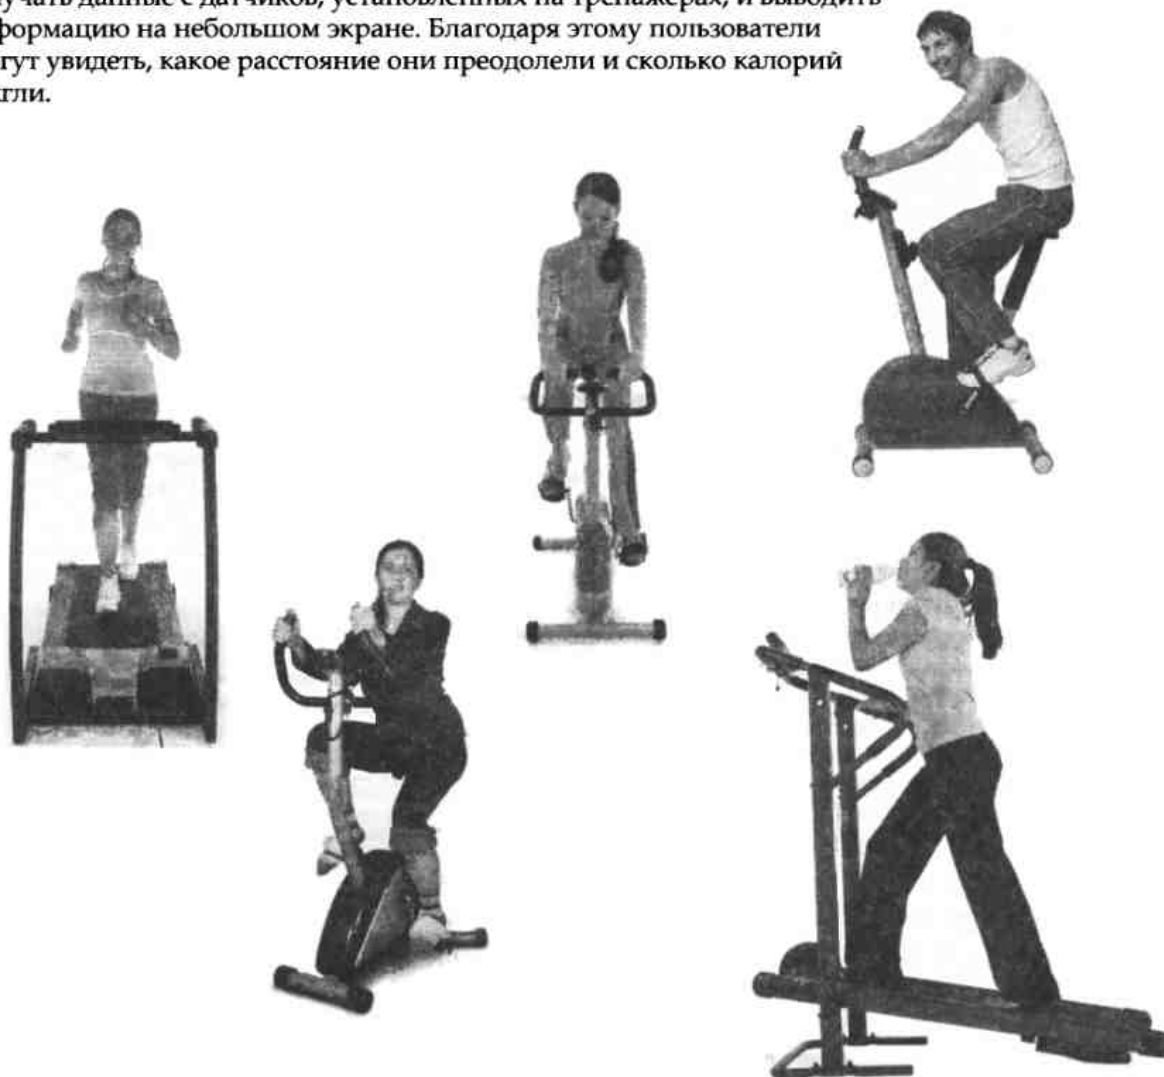 учать данные с датчиков, установленных на тренажерах, и выводить
формацию на небольшом экране. Благодаря этому пользователи
гут увидеть, какое расстояние они преодолели и сколько калорий
гли.